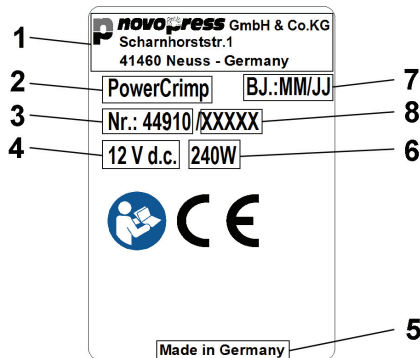 1
novopress GmbH & Co.KG
Scharnhorststr.1
41460 Neuss - Germany
2
PowerCrimp
BJ.:MM/JJ
7
3
Nr.: 44910/XXXXX
8
4
12 V d.c.
240W
6
CE
Made in Germany
5